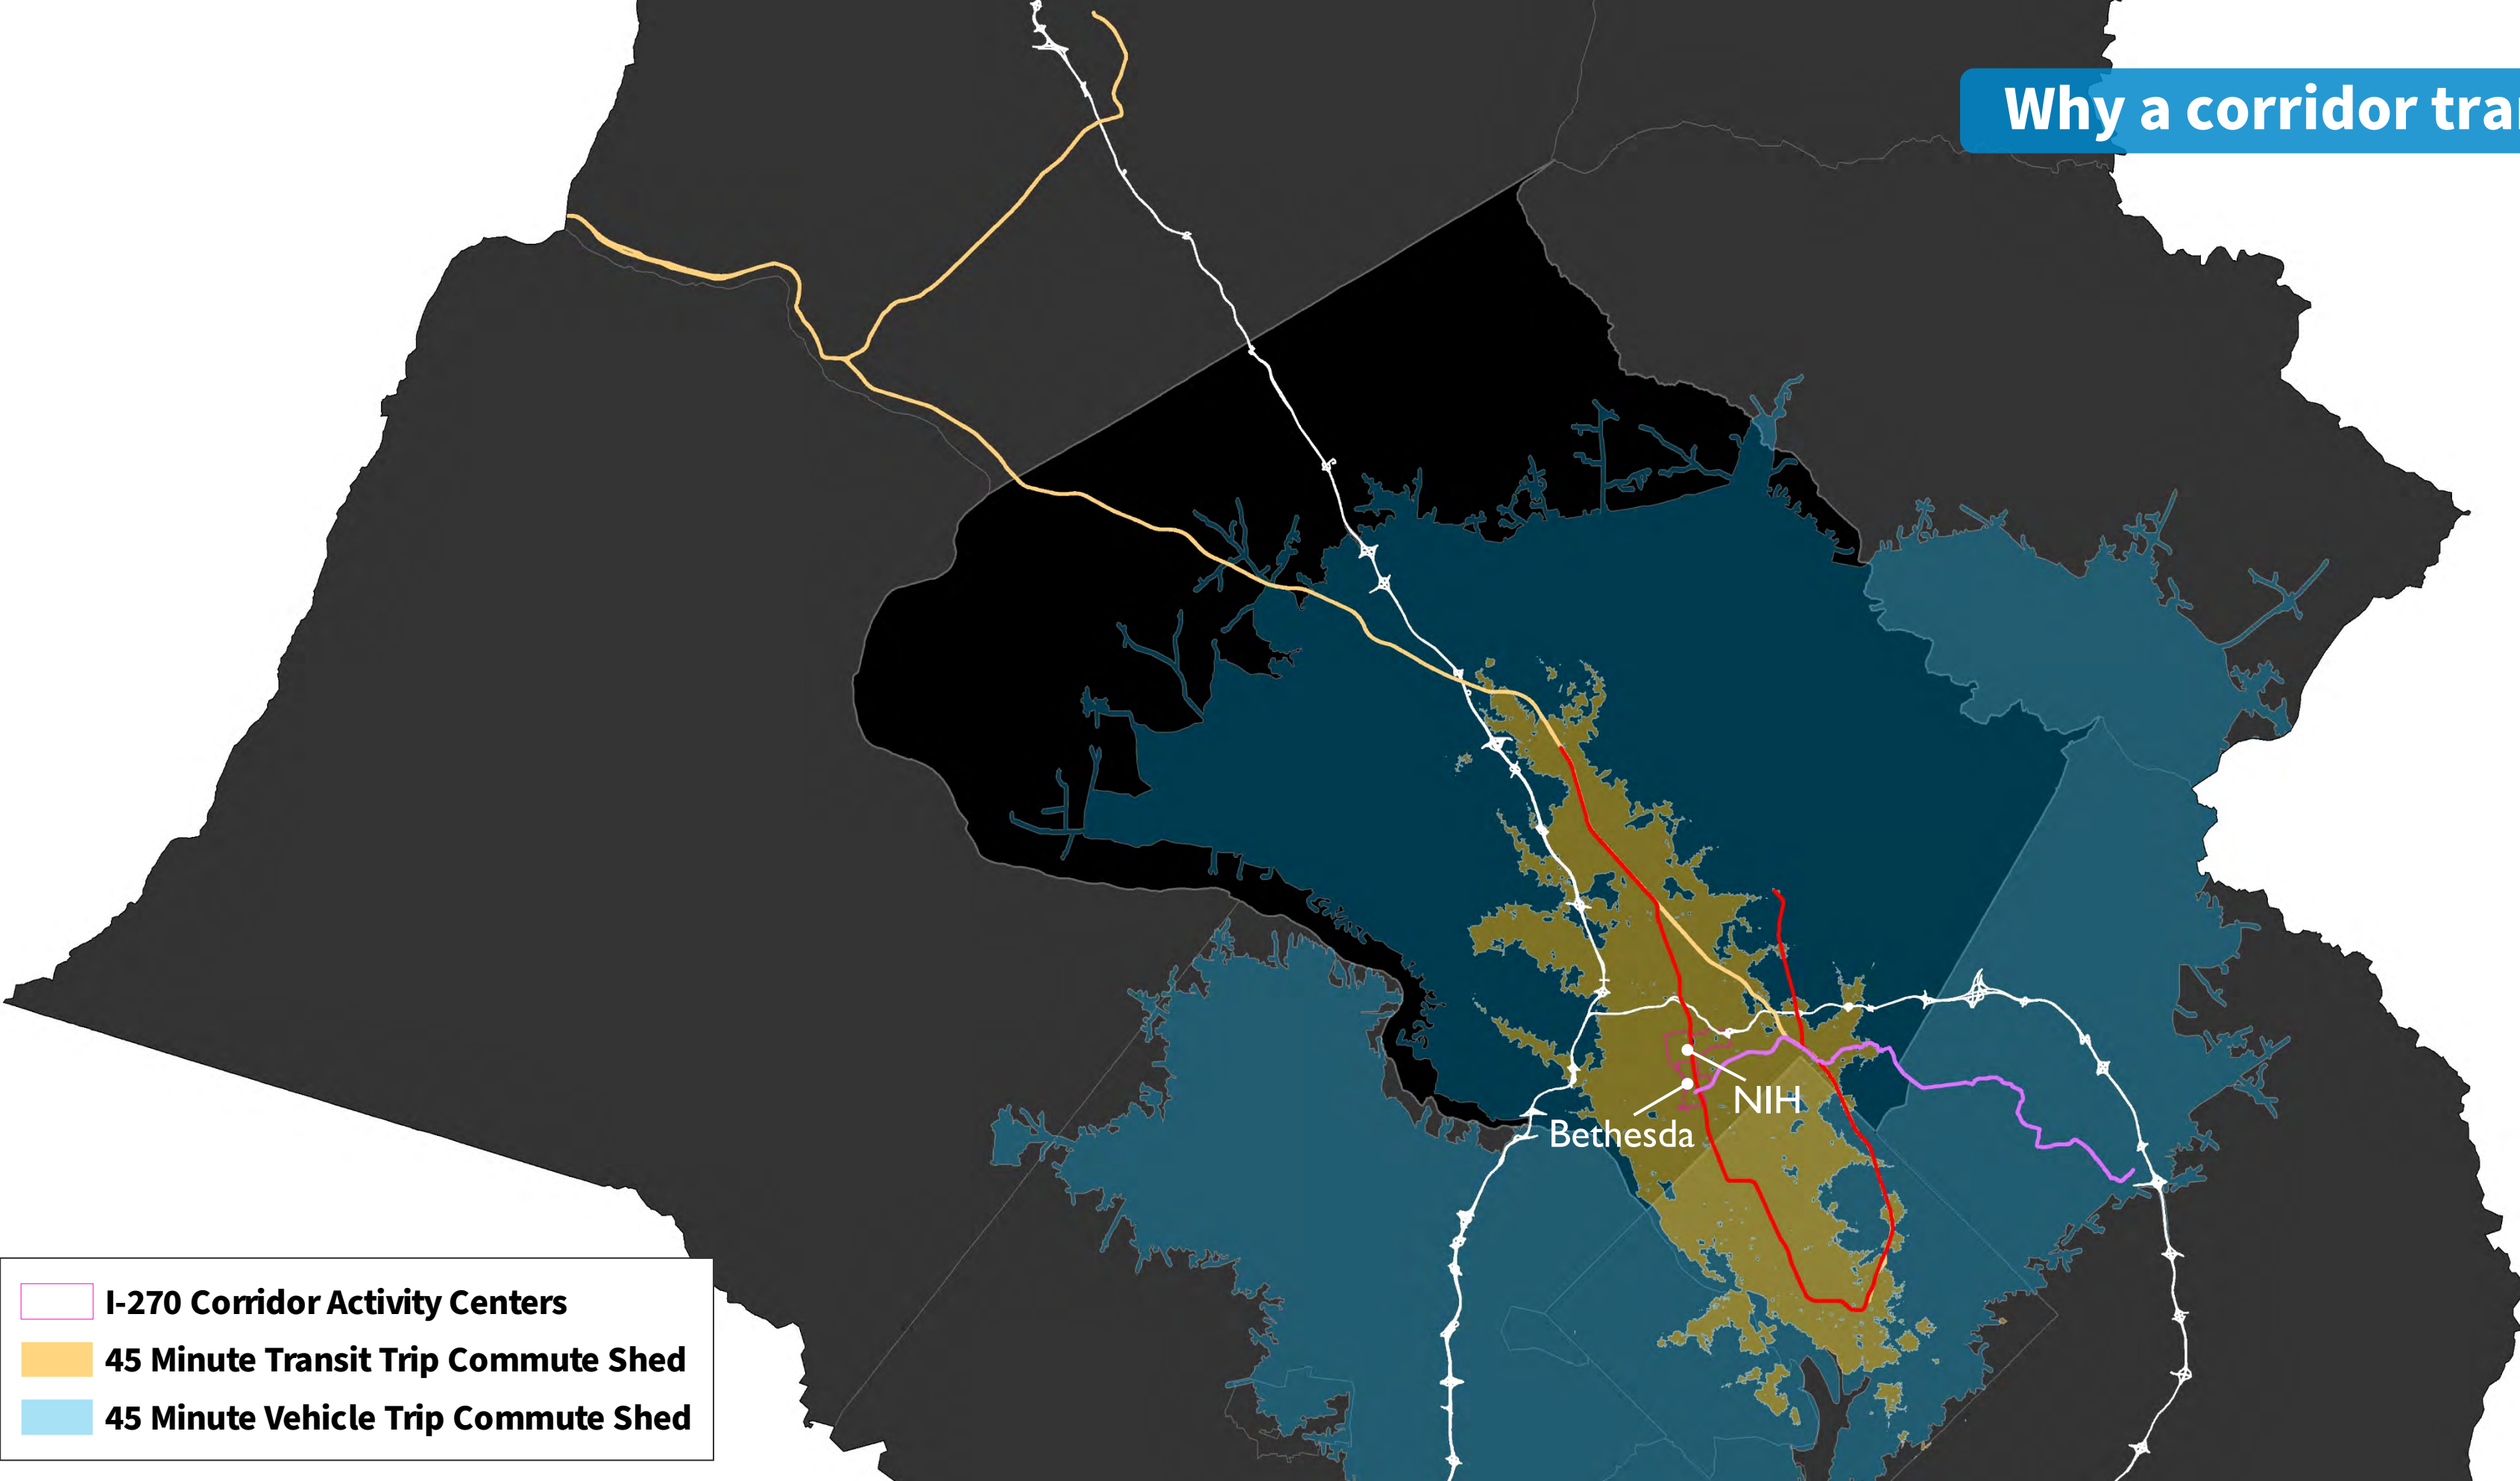 Why a corridor tra
NIH
Bethesda
I-270 Corridor Activity Centers
45 Minute Transit Trip Commute Shed
45 Minute Vehicle Trip Commute Shed